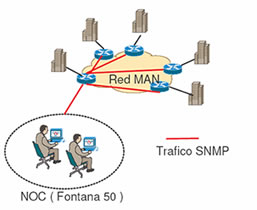 Red MAN
Trafico SNMP
NOC ( Fontana 50 )